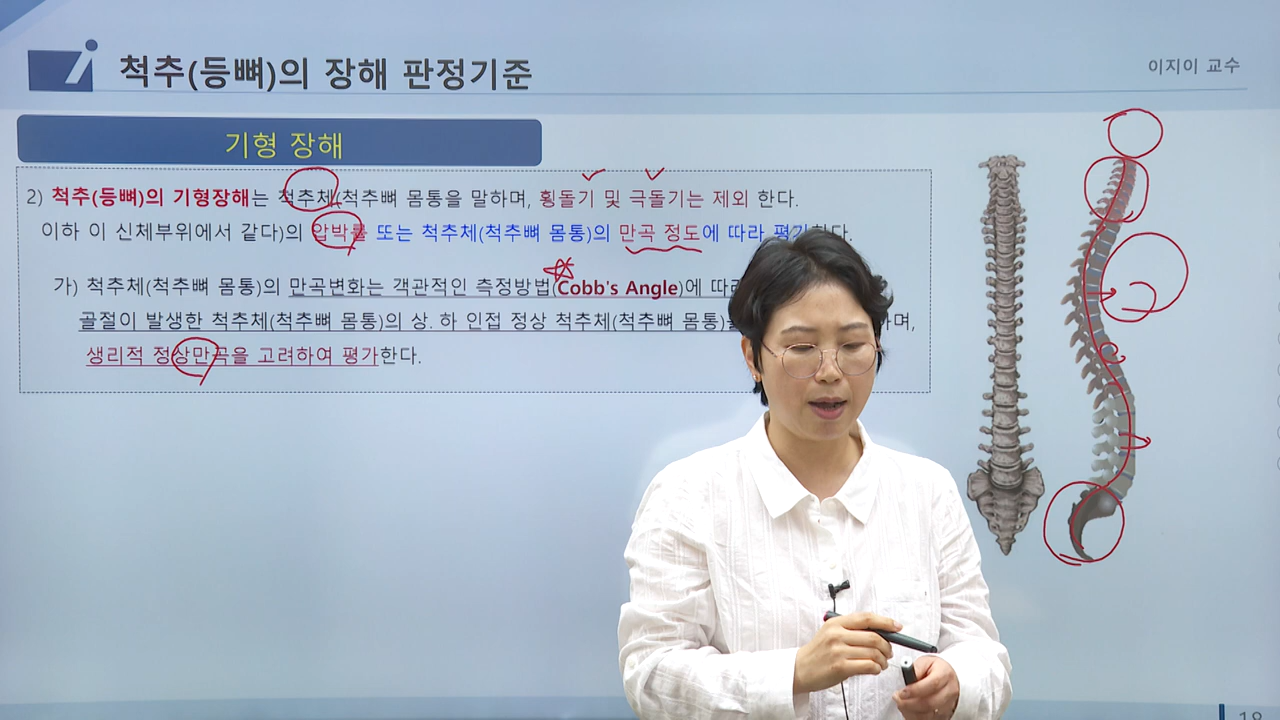 척추(등뼈)의 장해 판정기준
이지이 교수
기형 장해
2) 척추(등뼈)의 기형장해는 척추체(척추뼈 몸통을 말하며, 횡돌기 및 극돌기는 제외 한다.
이하 이 신체부위에서 같다)의 압박률 또는 척추체(척추뼈 몸통)의 만곡 정도에 따라 평가한다.
가) 척추체(척추뼈 몸통)의 만곡변화는 객관적인 측정방법(Cobb's Angle)에 따라
골절이 발생한 척추체(척추뼈 몸통)의 상. 하 인접 정상 척추체(척추뼈 몸통)를 하며,
생리적 정상만곡을 고려하여 평가한다.